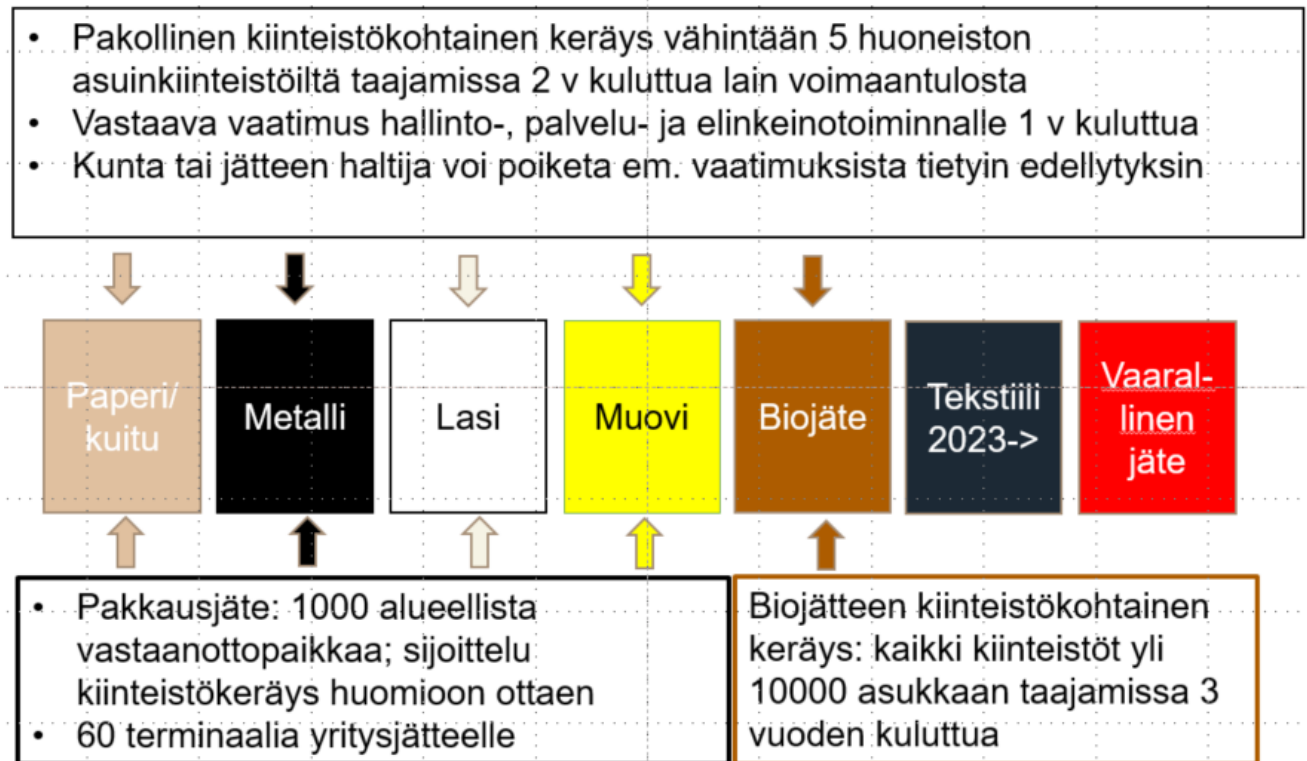 • Pakollinen kiinteistökohtainen keräys vähintään 5 huoneiston
asuinkiinteistöiltä taajamissa 2 v kuluttua lain voimaantulosta
• Vastaava vaatimus hallinto-, palvelu- ja elinkeinotoiminnalle 1 v kuluttua
• Kunta tai jätteen haltija voi poiketa em. vaatimuksista tietyin edellytyksin
Paperi/
kuitu
Metalli
Lasi
Muovi
Biojäte
Tekstiili
2023->
Vaaral-
linen
jäte
• Pakkausjäte: 1000 alueellista
vastaanottopaikkaa; sijoittelu
kiinteistökeräys huomioon ottaen
• 60 terminaalia yritysjätteelle
Biojätteen kiinteistökohtainen
keräys: kaikki kiinteistöt yli
10000 asukkaan taajamissa 3
vuoden kuluttua